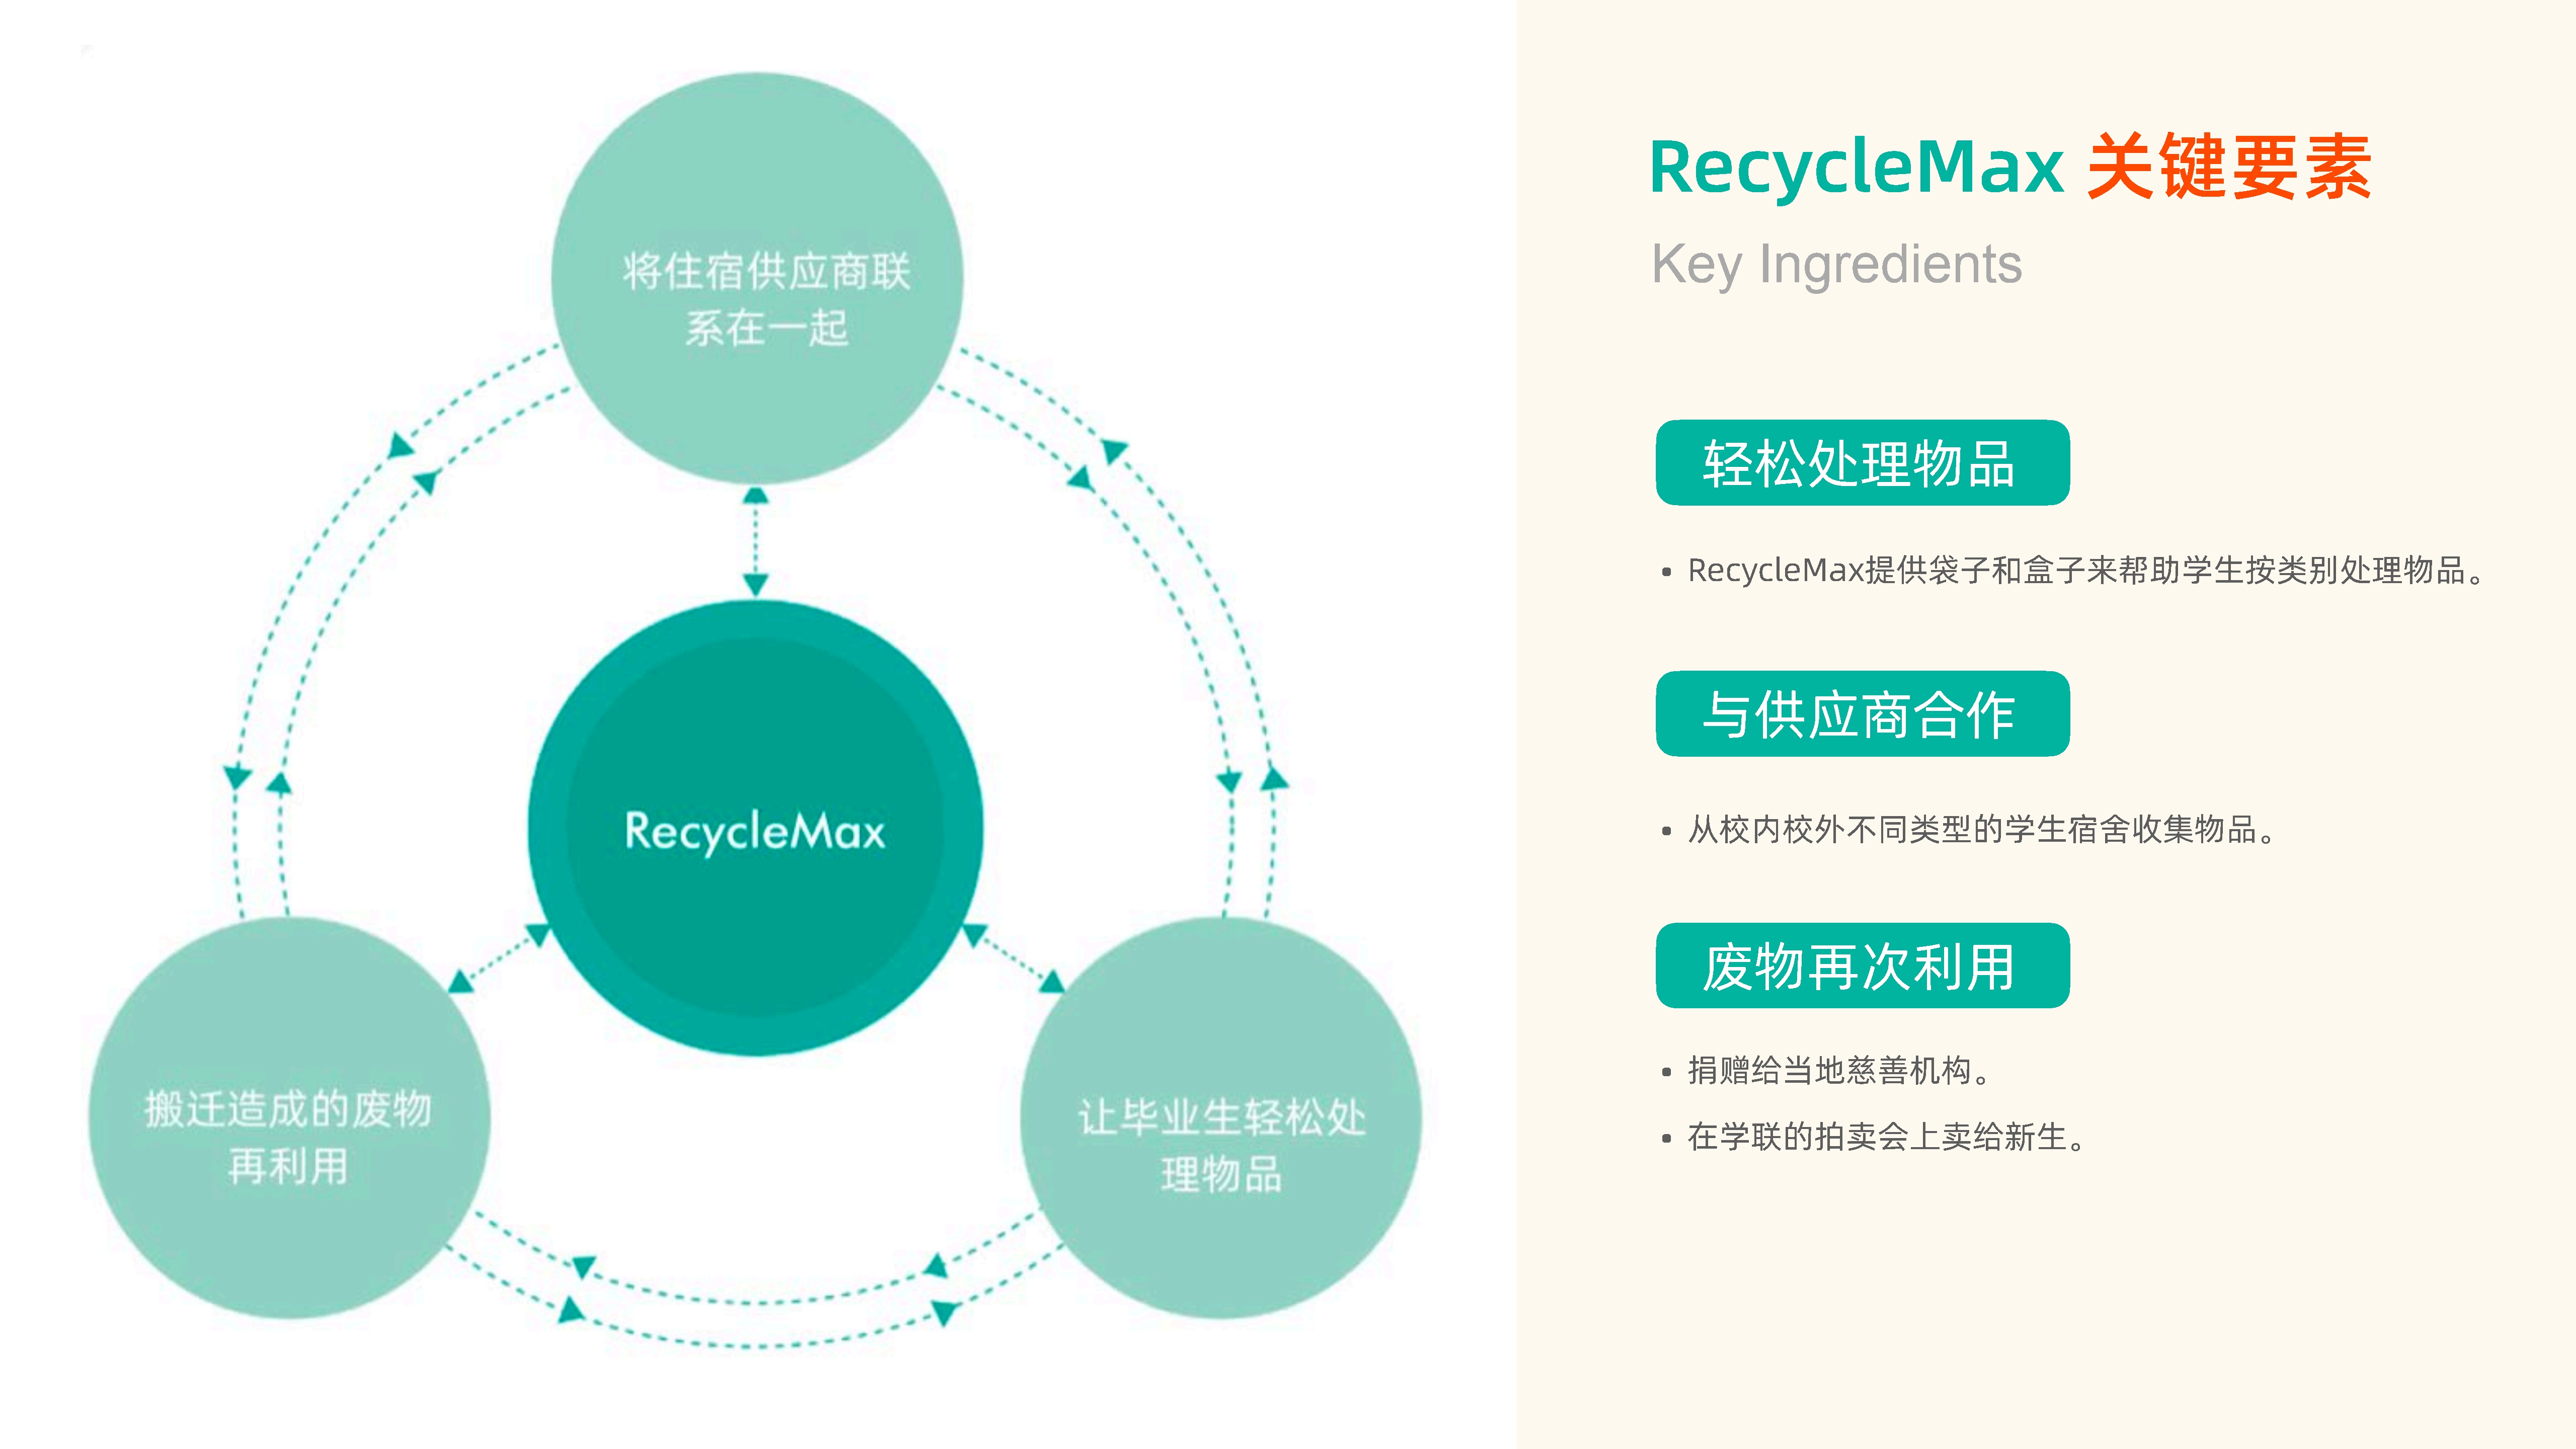 将住宿供应商联
系在一起
RecycleMax
搬迁造成的废物
再利用
让毕业生轻松处
理物品
RecycleMax 关键要素
Key Ingredients
轻松处理物品
• RecycleMax提供袋子和盒子来帮助学生按类别处理物品。
与供应商合作
• 从校内校外不同类型的学生宿舍收集物品。
废物再次利用
• 捐赠给当地慈善机构。
• 在学联的拍卖会上卖给新生。